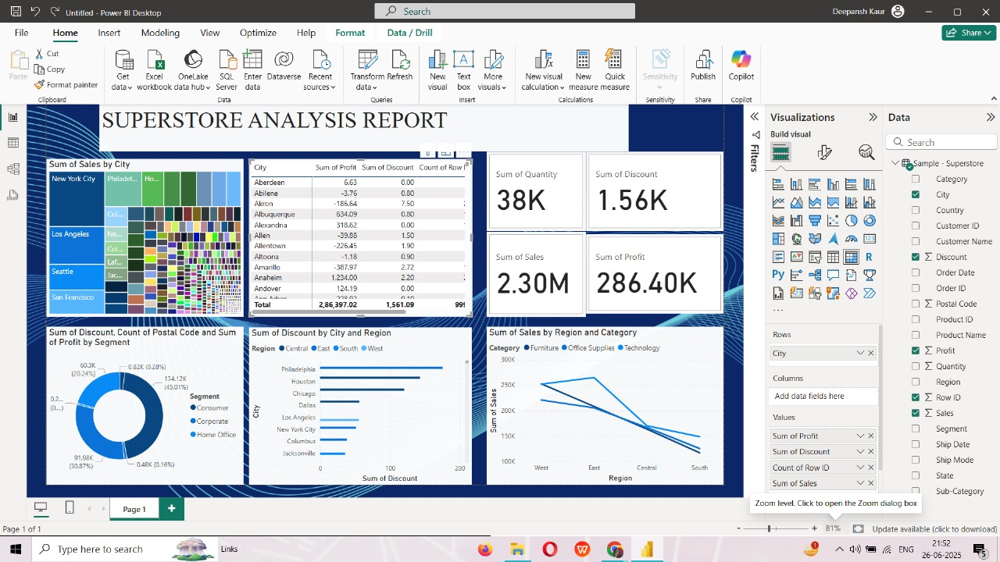 Untitled - Power BI Desktop
Search
Deepansh Kaur
File Home Insert Modeling View Optimize Help Format Data / Drill
Share
Paste
Cut
Copy
Format painter
Clipboard
Get data
Excel workbook
OneLake data hub
SQL Server
Enter data
Dataverse
Recent sources
Data
Transform data
Refresh
Queries
New visual
Text box
More visuals
Insert
New visual calculation
New measure
Quick measure
Calculations
Sensitivity
Sensitivity
Publish
Share
Copilot
Copilot
SUPERSTORE ANALYSIS REPORT
Sum of Sales by City
New York City
Philadel...
Ho...
Col...
Los Angeles
Ne...
Col...
Laf...
Seattle
Jac...
San Francisco
City Sum of Profit Sum of Discount Count of Row I
Aberdeen 6.63 0.00
Abilene -3.76 0.80
Akron -186.64 7.50
Albuquerque 634.09 0.80
Alexandria 318.62 0.00
Allen -39.88 1.50
Allentown -226.45 1.90
Altoona -1.18 0.90
Amarillo -387.97 2.72
Anaheim 1,234.00 2.20
Andover 124.19 0.00
Total 2,86,397.02 1,561.09 999
Sum of Quantity
38K
Sum of Discount
1.56K
Sum of Sales
2.30M
Sum of Profit
286.40K
Sum of Discount, Count of Postal Code and Sum
of Profit by Segment
60.3K
(20.24%)
0.82K (0.28%)
134.12K
(45.01%)
0.2...
(0....)
91.98K
(30.87%)
0.48K (0.16%)
Segment
Consumer
Corporate
Home Office
Sum of Discount by City and Region
Region Central East South West
City
Philadelphia
Houston
Chicago
Dallas
Los Angeles
New York City
Columbus
Jacksonville
0 100 200
Sum of Discount
Sum of Sales by Region and Category
Category Furniture Office Supplies Technology
Sum of Sales
300K
250K
200K
150K
100K
West East Central South
Region
Filters
Visualizations
Build visual
Rows
City
Columns
Add data fields here
Values
Sum of Profit
Sum of Discount
Count of Row ID
Sum of Sales
Data
Search
Sample - Superstore
Category
City
Country
Customer ID
Customer Name
Discount
Order Date
Order ID
Postal Code
Product ID
Product Name
Profit
Quantity
Region
Row ID
Sales
Segment
Ship Date
Ship Mode
State
Sub-Category
Zoom level. Click to open the Zoom dialog box
Page 1
Page 1 of 1
81%
Update available (click to download)
Type here to search
Links
ENG
21:52
26-06-2025